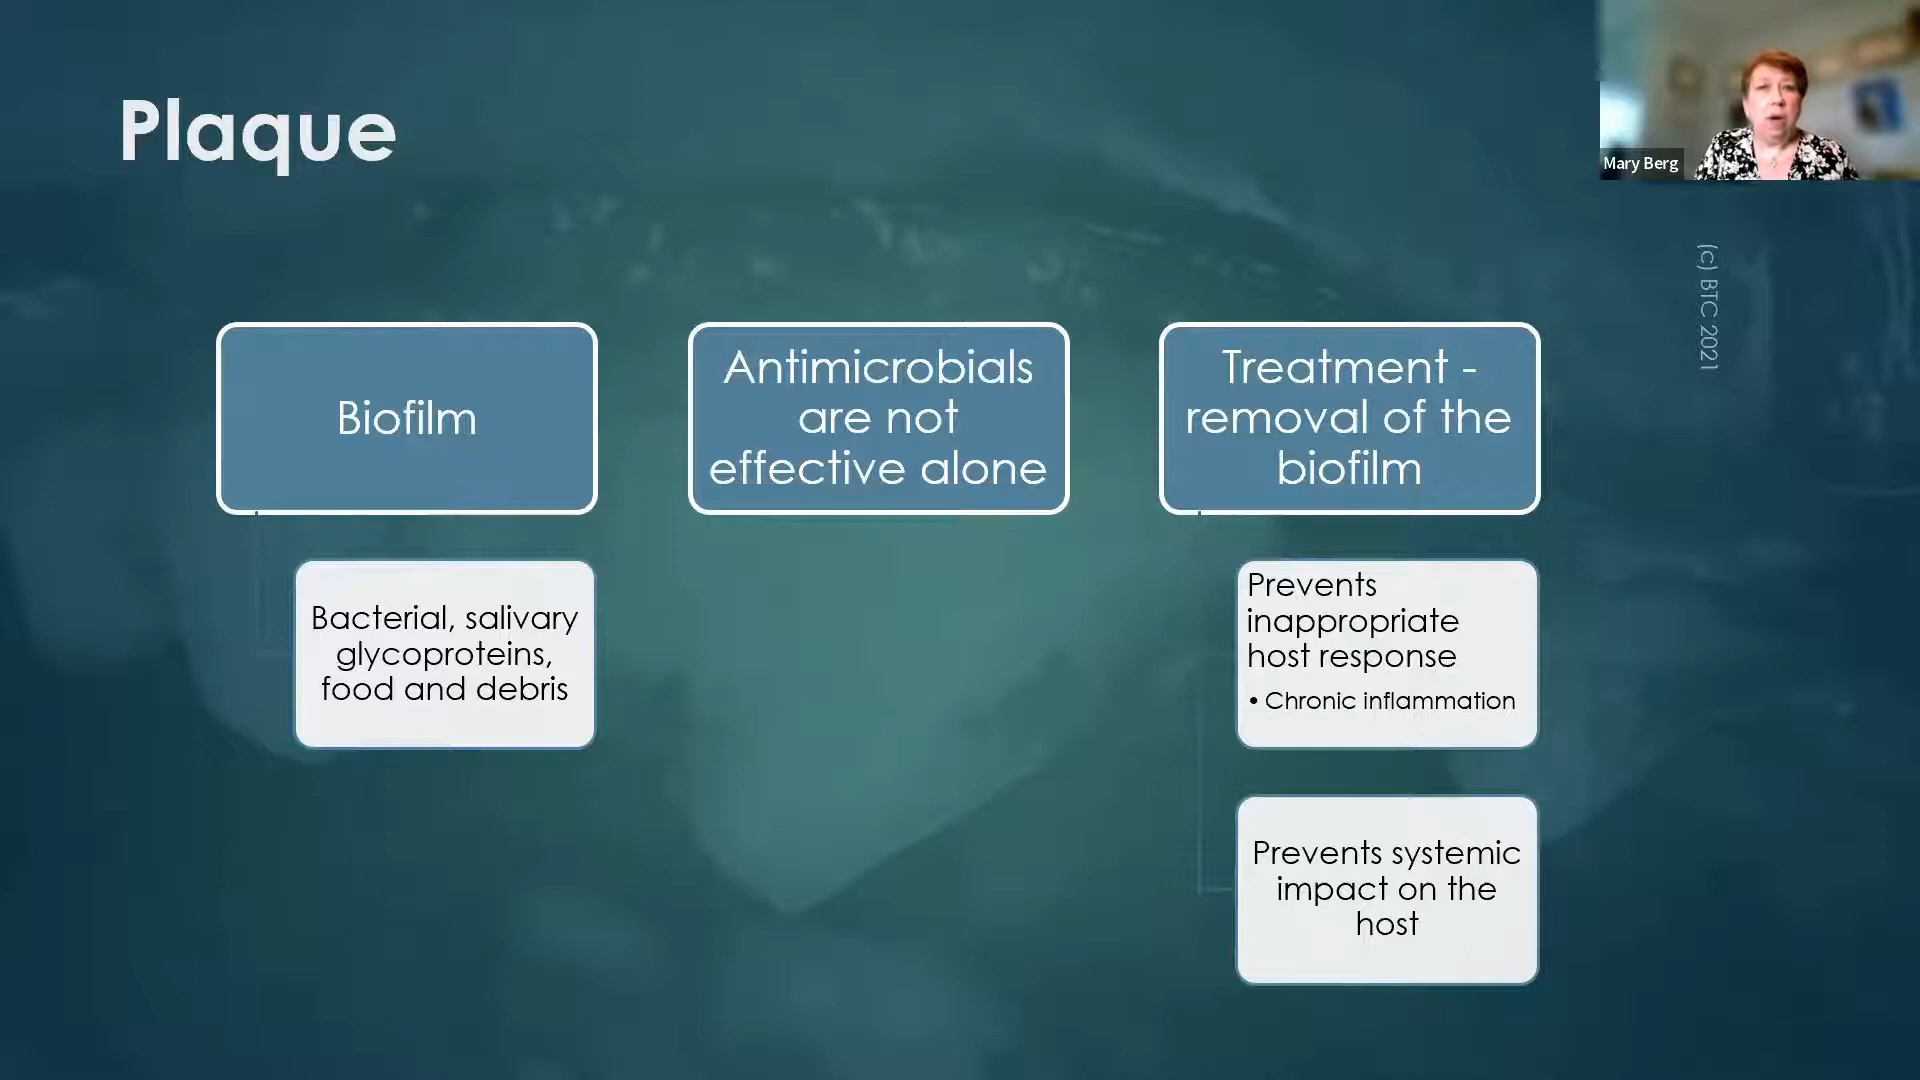 Plaque
Mary Berg
(c) BTC 2021
Biofilm
Bacterial, salivary
glycoproteins,
food and debris
Antimicrobials
are not
effective alone
Treatment -
removal of the
biofilm
Prevents
inappropriate
host response
• Chronic inflammation
Prevents systemic
impact on the
host